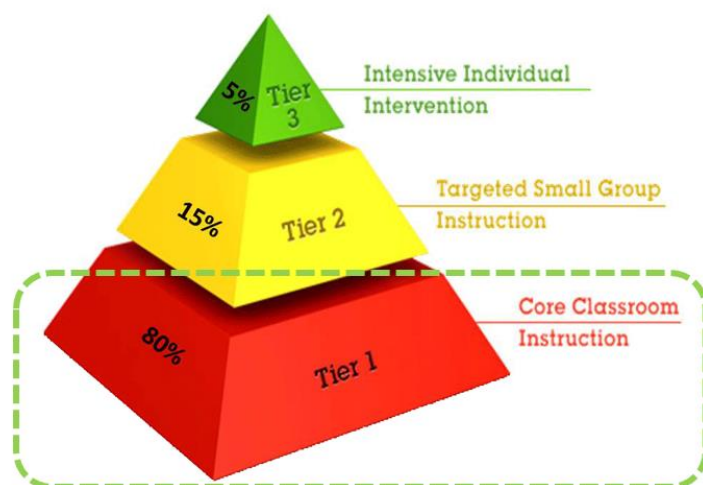 5%
Tier
3
Intensive Individual
Intervention
15%
Tier 2
Targeted Small Group
Instruction
80%
Tier 1
Core Classroom
Instruction